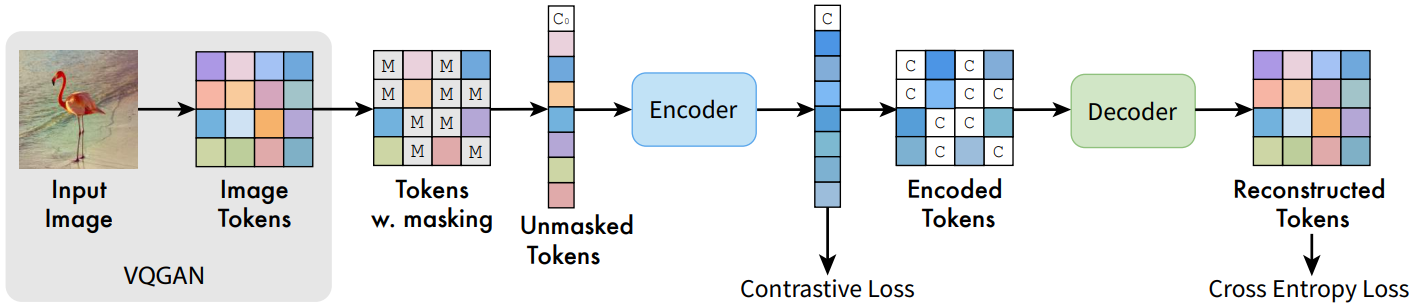 C₀
C
M
M
M
M
M
M
M
M
M
C
C
C
C
C
C
C
C
Encoder
Decoder
Input
Image
Image
Tokens
Tokens
w. masking
Unmasked
Tokens
Encoded
Tokens
Reconstructed
Tokens
VQGAN
Contrastive Loss
Cross Entropy Loss